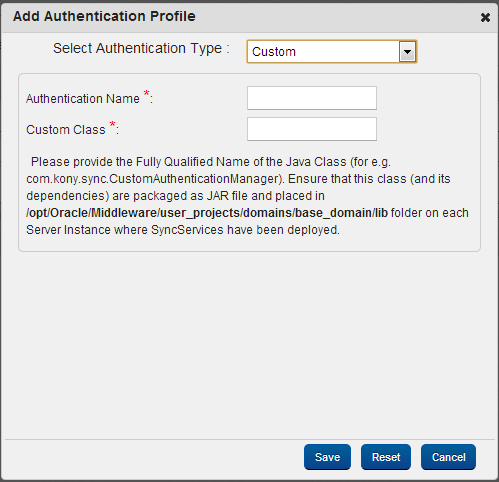 Add Authentication Profile
Select Authentication Type : Custom
Authentication Name *:
Custom Class *:
Please provide the Fully Qualified Name of the Java Class (for e.g.
com.kony.sync.CustomAuthenticationManager). Ensure that this class (and its
dependencies) are packaged as JAR file and placed in
/opt/Oracle/Middleware/user_projects/domains/base_domain/lib folder on each
Server Instance where SyncServices have been deployed.
Save Reset Cancel